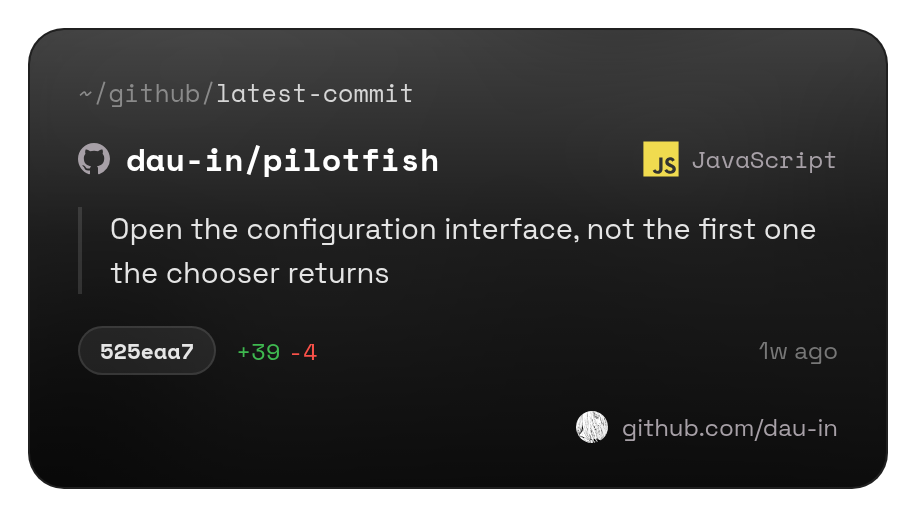 ~/github/latest-commit
dau-in/pilotfish
JS JavaScript
Open the configuration interface, not the first one
the chooser returns
525eaa7 +39 -4 1w ago
github.com/dau-in